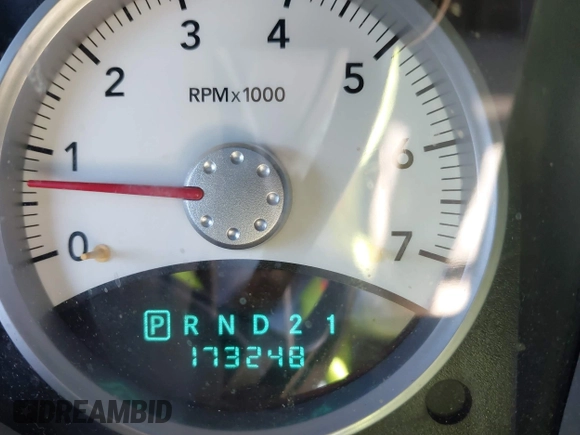 3 4
2 5
RPMx1000
1 6
0 7
P R N D 2 1
173248
DREAMBID